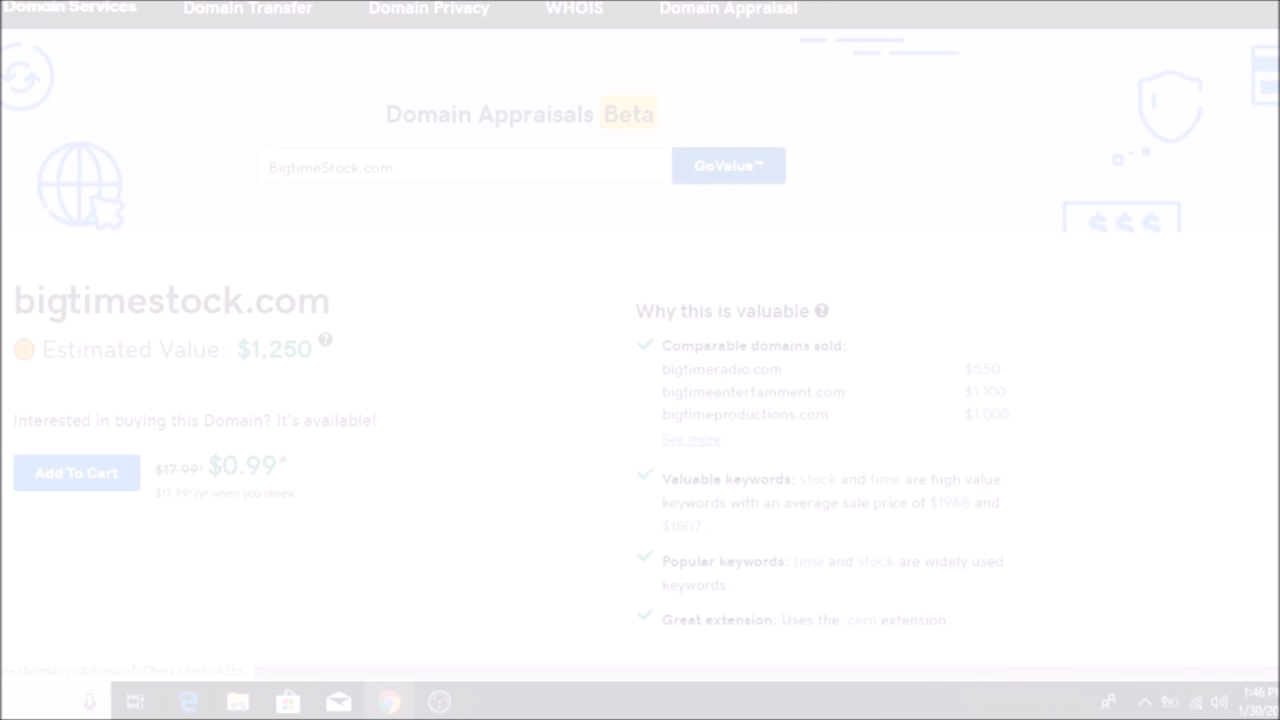 Domain Services Domain Transfer Domain Privacy WHOIS Domain Appraisal
Domain Appraisals Beta
BigtimeStock.com GoValue™
$ $ $
bigtimestock.com
Estimated Value: $1,250 ?
Interested in buying this Domain? It's available!
Add To Cart $17.99* $0.99*
$17.99*/yr when you renew
Why this is valuable ?
Comparable domains sold:
bigtimeradio.com $550
bigtimeentertainment.com $1,100
bigtimeproductions.com $1,000
See more
Valuable keywords: stock and time are high value
keywords with an average sale price of $1968 and
$1807.
Popular keywords: time and stock are widely used
keywords.
Great extension: Uses the .com extension.
domainToCheck=RethinkSto...
1:46 P
1/30/20